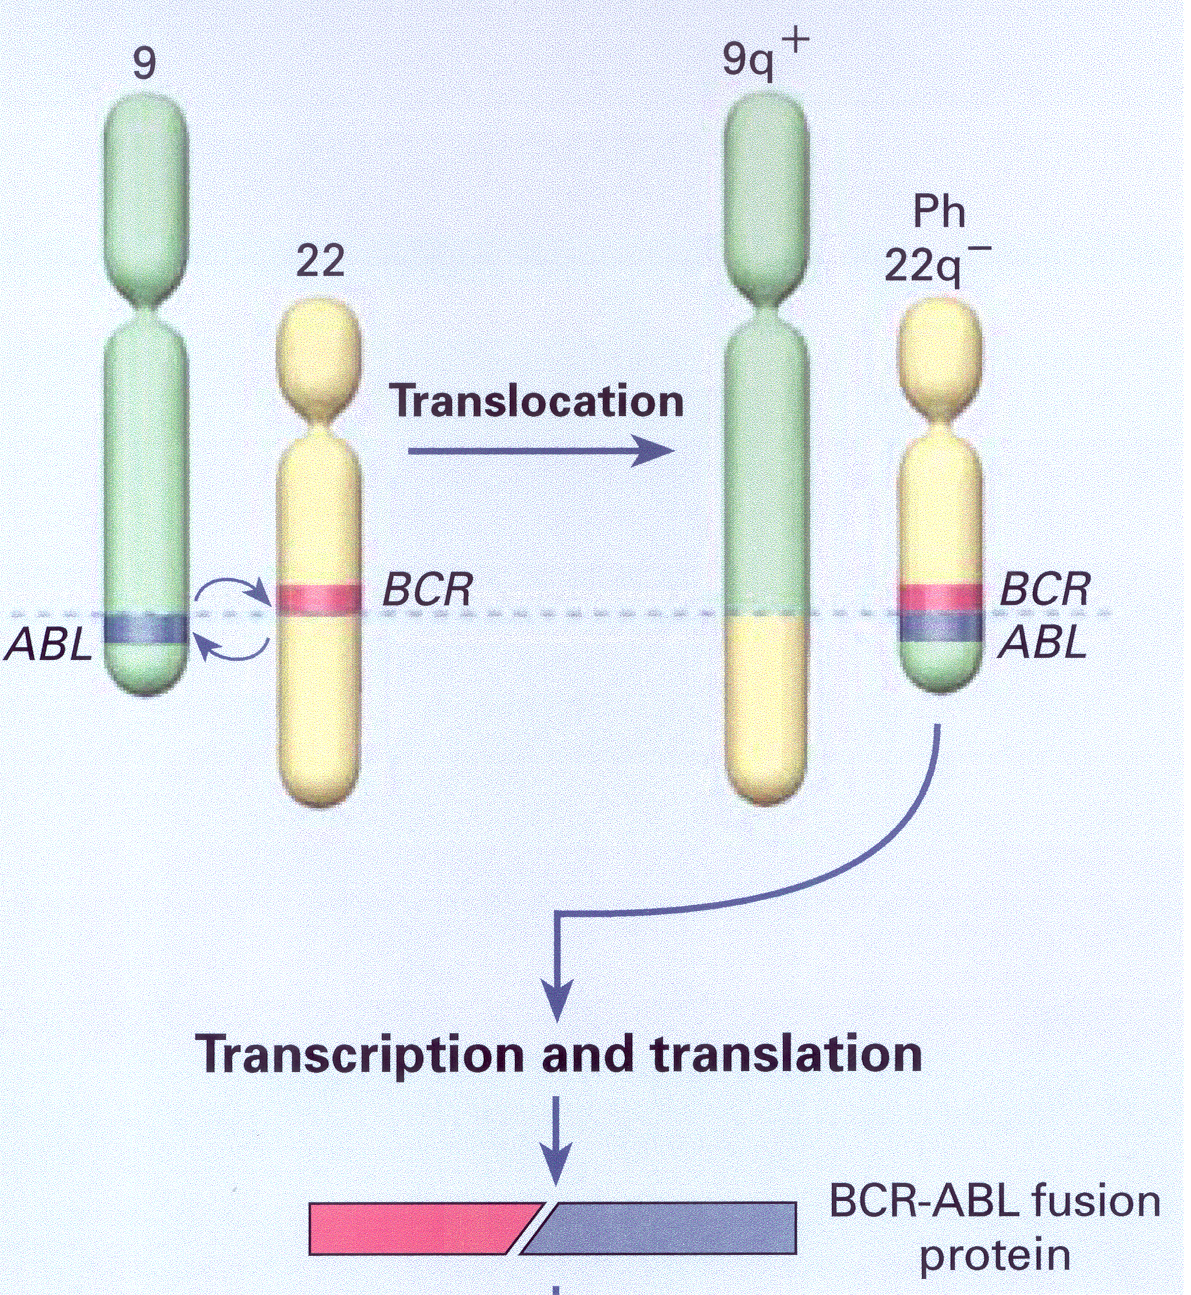 9
9q+
Ph
22q−
22
Translocation
BCR
ABL
BCR
ABL
Transcription and translation
BCR-ABL fusion
protein